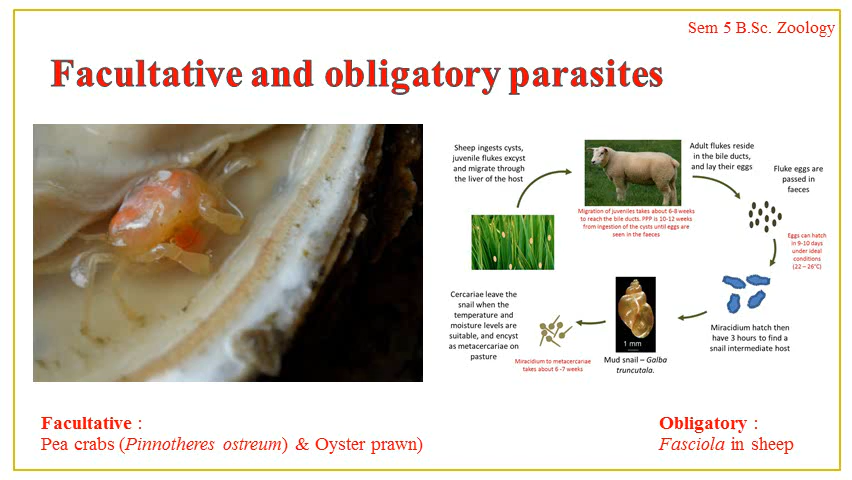 Sem 5 B.Sc. Zoology
Facultative and obligatory parasites
Sheep ingests cysts,
juvenile flukes excyst
and migrate through
the liver of the host
Adult flukes reside
in the bile ducts,
and lay their eggs
Fluke eggs are
passed in
faeces
Migration of juveniles takes about 6-8 weeks
to reach the bile ducts. PPP is 10-12 weeks
from ingestion of the cysts until eggs are
seen in the faeces
Eggs can hatch
in 9-10 days
under ideal
conditions
(22 – 26°C)
Cercariae leave the
snail when the
temperature and
moisture levels are
suitable, and encyst
as metacercariae on
pasture
1 mm
Miracidium hatch then
have 3 hours to find a
snail intermediate host
Miracidium to metacercariae
takes about 6 -7 weeks
Mud snail – Galba
truncutala.
Facultative :
Pea crabs (Pinnotheres ostreum) & Oyster prawn)
Obligatory :
Fasciola in sheep